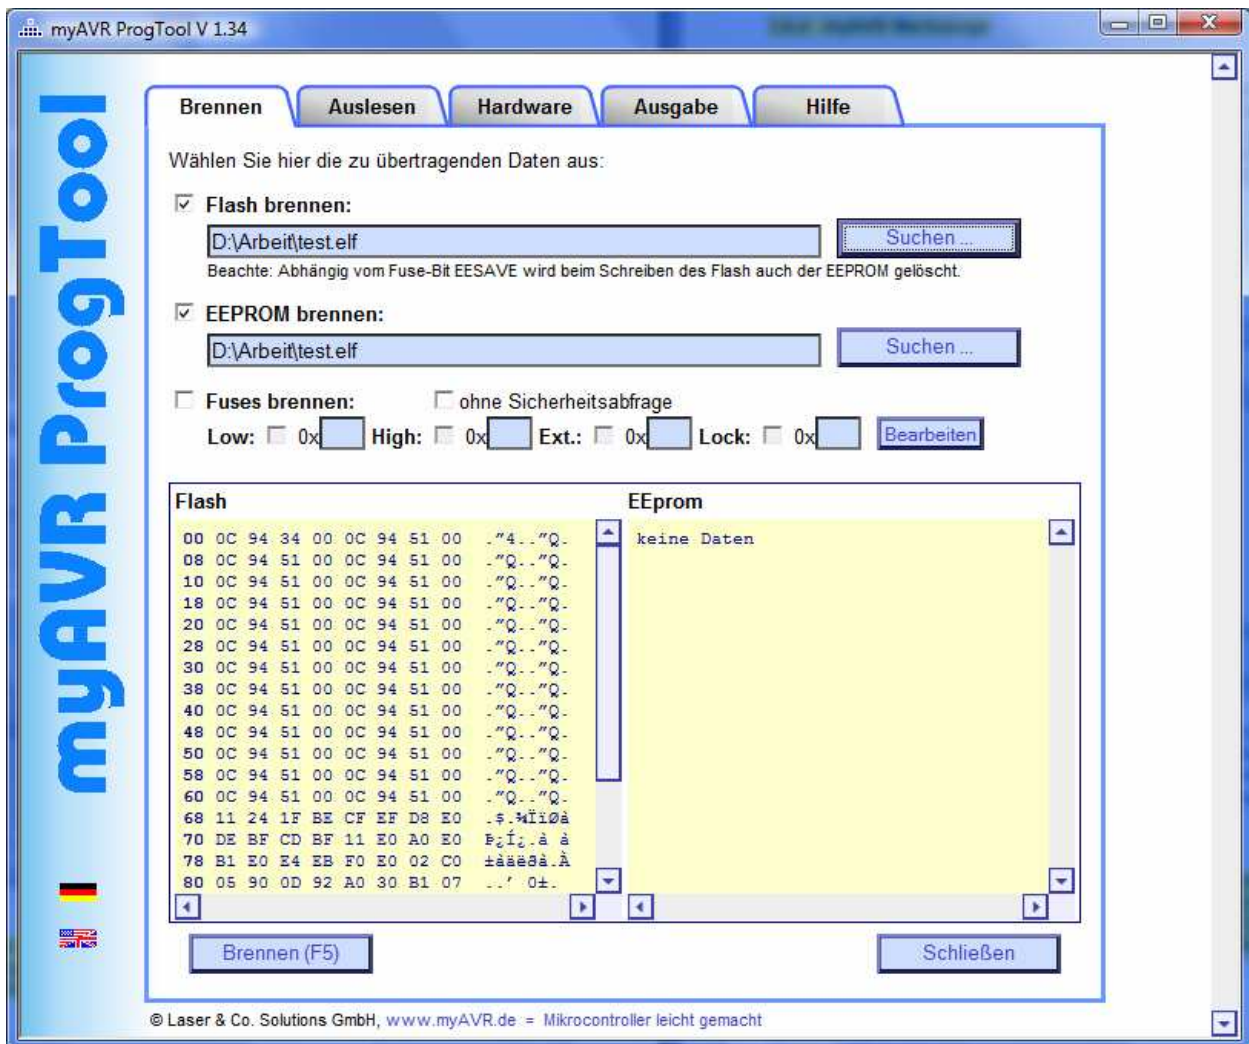 myAVR ProgTool V 1.34
myAVR ProgTool
Brennen Auslesen Hardware Ausgabe Hilfe
Wählen Sie hier die zu übertragenden Daten aus:
Flash brennen:
D:\Arbeit\test.elf Suchen ...
Beachte: Abhängig vom Fuse-Bit EESAVE wird beim Schreiben des Flash auch der EEPROM gelöscht.
EEPROM brennen:
D:\Arbeit\test.elf Suchen ...
Fuses brennen: ohne Sicherheitsabfrage
Low: 0x High: 0x Ext.: 0x Lock: 0x Bearbeiten
Flash EEprom
00 0C 94 34 00 0C 94 51 00 ."4.."Q. keine Daten
08 0C 94 51 00 0C 94 51 00 ."Q.."Q.
10 0C 94 51 00 0C 94 51 00 ."Q.."Q.
18 0C 94 51 00 0C 94 51 00 ."Q.."Q.
20 0C 94 51 00 0C 94 51 00 ."Q.."Q.
28 0C 94 51 00 0C 94 51 00 ."Q.."Q.
30 0C 94 51 00 0C 94 51 00 ."Q.."Q.
38 0C 94 51 00 0C 94 51 00 ."Q.."Q.
40 0C 94 51 00 0C 94 51 00 ."Q.."Q.
48 0C 94 51 00 0C 94 51 00 ."Q.."Q.
50 0C 94 51 00 0C 94 51 00 ."Q.."Q.
58 0C 94 51 00 0C 94 51 00 ."Q.."Q.
60 0C 94 51 00 0C 94 51 00 ."Q.."Q.
68 11 24 1F BE CF EF D8 E0 .$.¾ÏïØà
70 DE BF CD BF 11 E0 A0 E0 Þ¿Í¿.à à
78 B1 E0 E4 EB F0 E0 02 C0 ±àäëðà.À
80 05 90 0D 92 A0 30 B1 07 ..' 0±.
Brennen (F5) Schließen
© Laser & Co. Solutions GmbH, www.myAVR.de = Mikrocontroller leicht gemacht